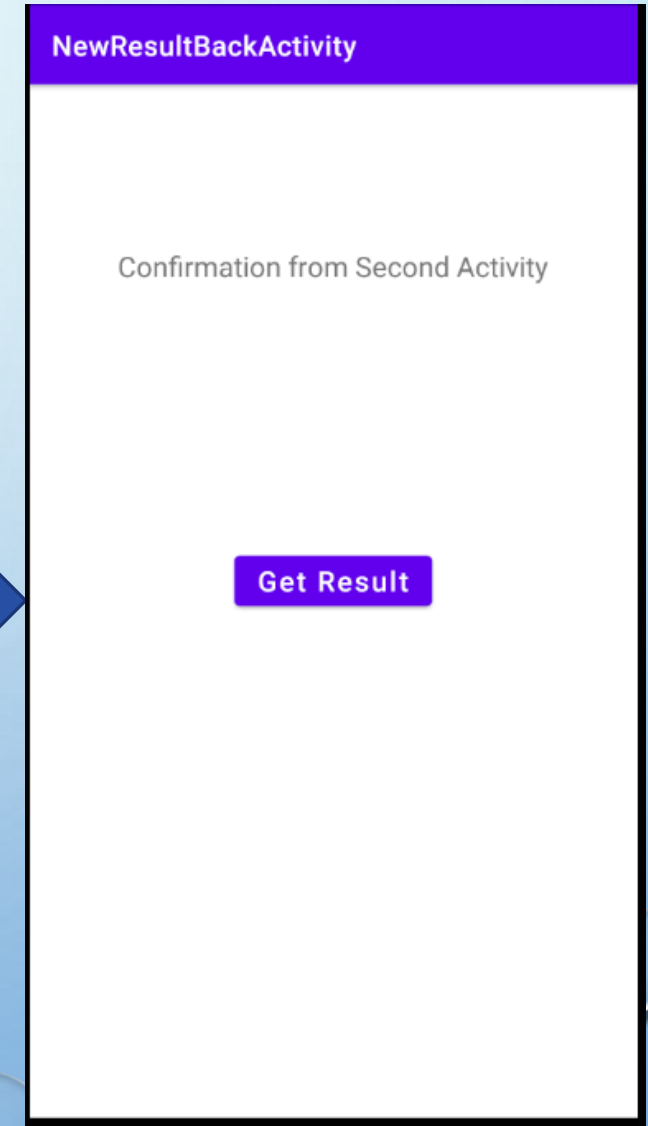 NewResultBackActivity
Confirmation from Second Activity
Get Result